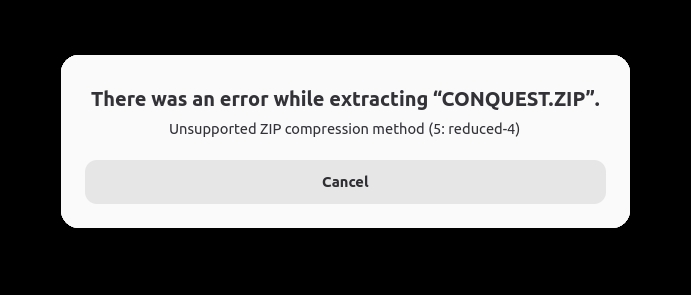 There was an error while extracting “CONQUEST.ZIP”.
Unsupported ZIP compression method (5: reduced-4)
Cancel